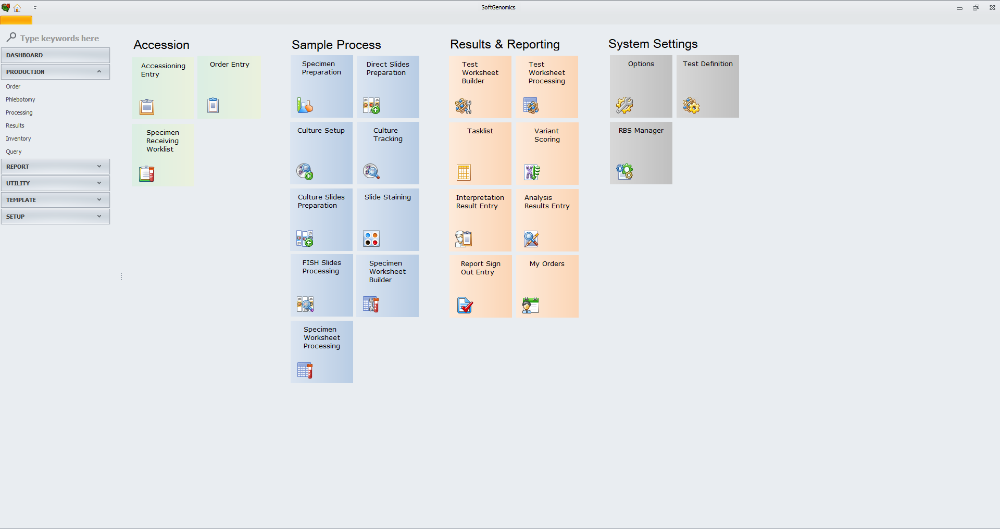 SoftGenomics
Type keywords here
DASHBOARD
PRODUCTION
Order
Phlebotomy
Processing
Results
Inventory
Query
REPORT
UTILITY
TEMPLATE
SETUP
Accession
Accessioning
Entry
Order Entry
Specimen
Receiving
Worklist
Sample Process
Specimen
Preparation
Direct Slides
Preparation
Culture Setup
Culture
Tracking
Culture Slides
Preparation
Slide Staining
FISH Slides
Processing
Specimen
Worksheet
Builder
Specimen
Worksheet
Processing
Results & Reporting
Test
Worksheet
Builder
Test
Worksheet
Processing
Tasklist
Variant
Scoring
Interpretation
Result Entry
Analysis
Results Entry
Report Sign
Out Entry
My Orders
System Settings
Options
Test Definition
RBS Manager